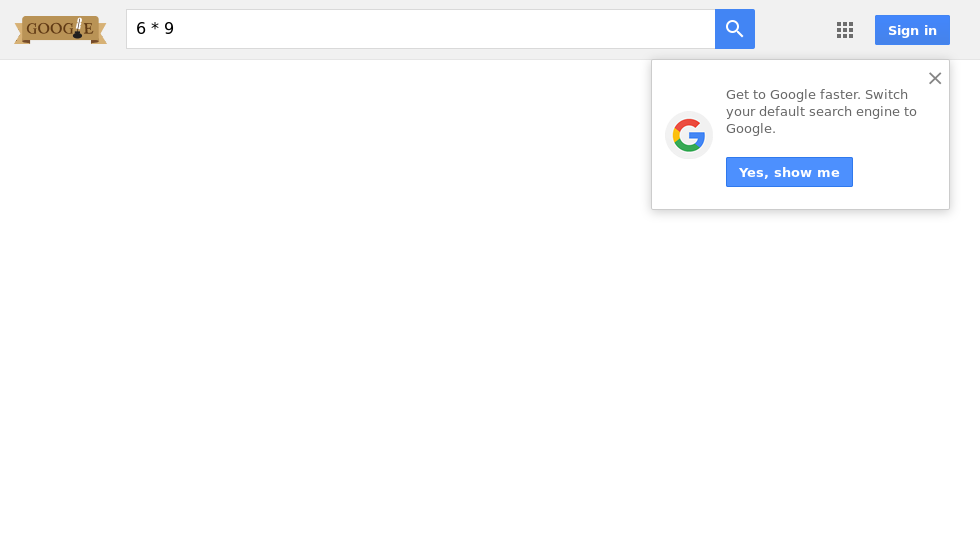 GOOGLE
6 * 9
Sign in
Get to Google faster. Switch
your default search engine to
Google.
Yes, show me